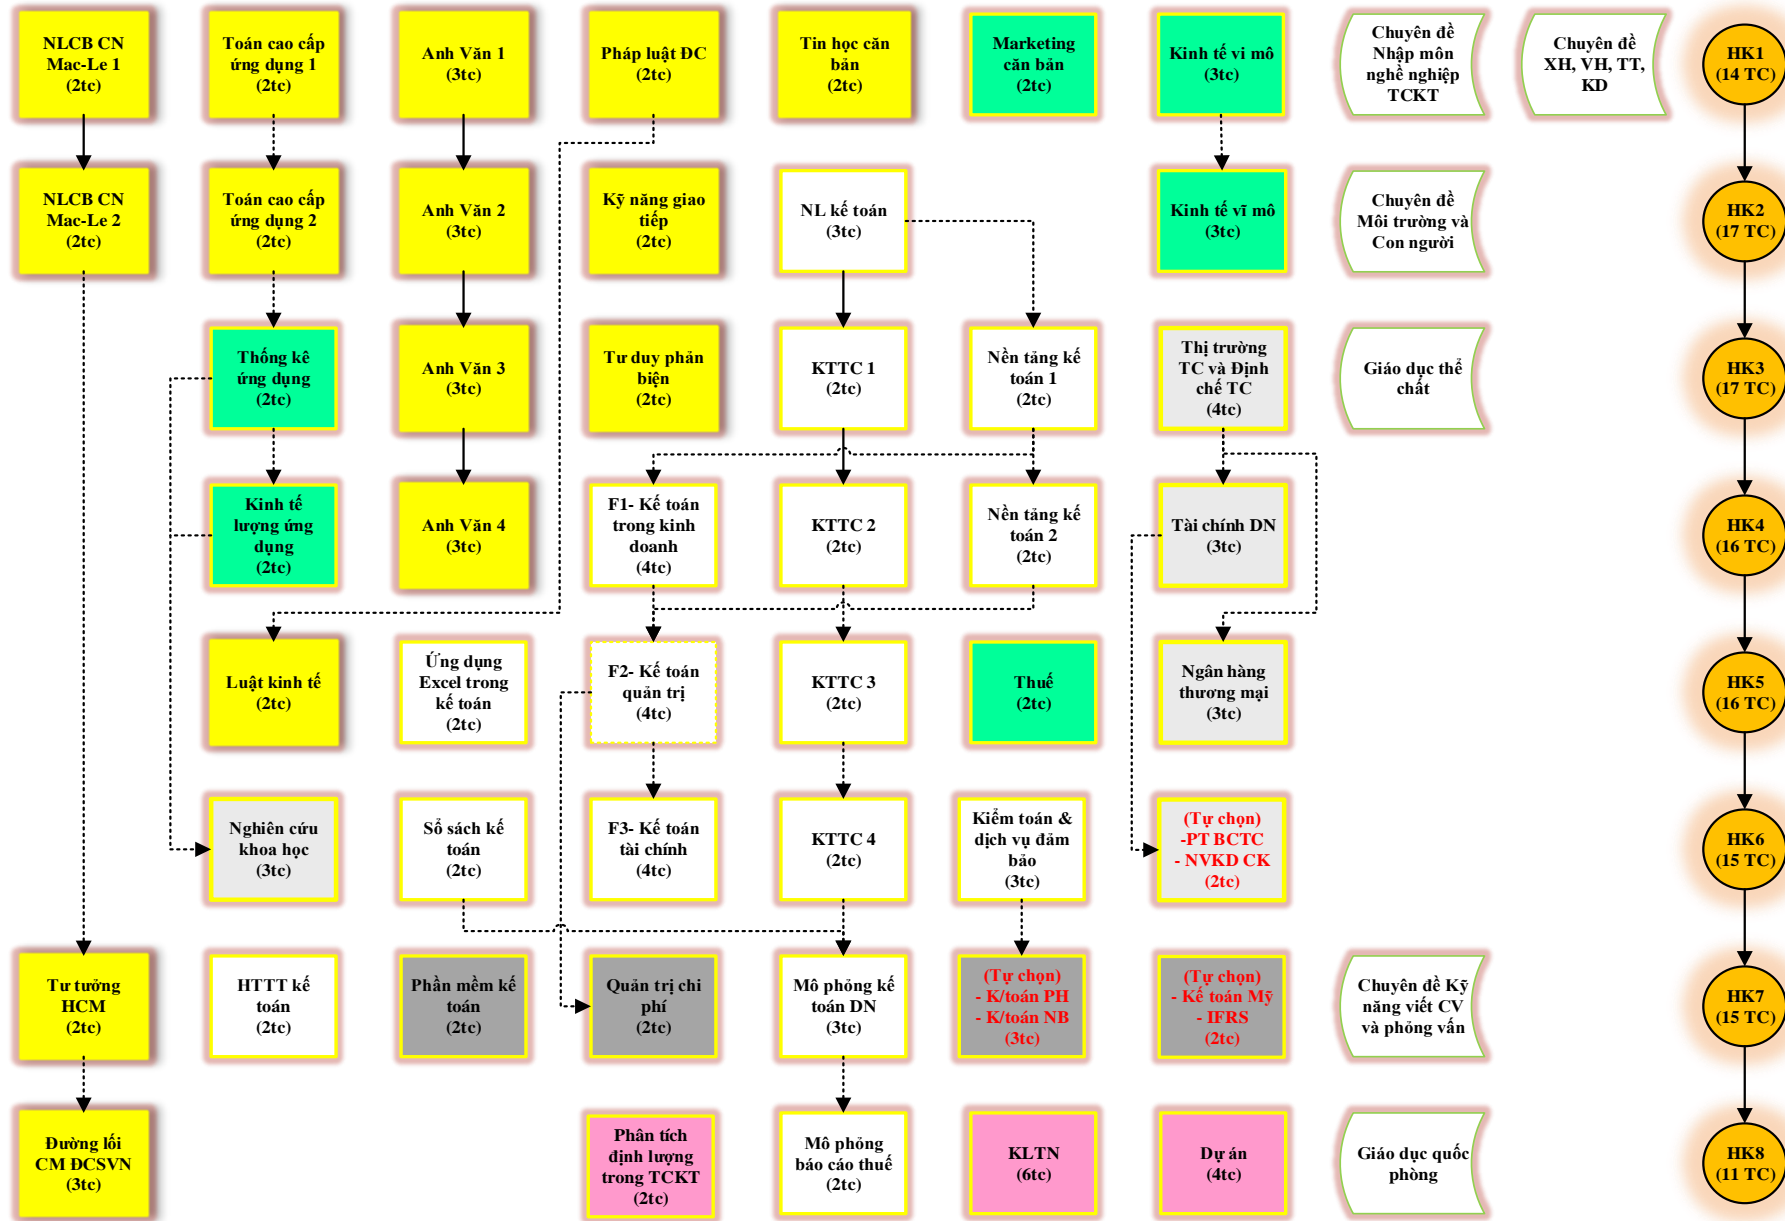 NLCB CN
Mac-Le 1
(2tc)
Toán cao cấp
ứng dụng 1
(2tc)
Anh Văn 1
(3tc)
Pháp luật ĐC
(2tc)
Tin học căn
bản
(2tc)
Marketing
căn bản
(2tc)
Kinh tế vi mô
(3tc)
Chuyên đề
Nhập môn
nghề nghiệp
TCKT
Chuyên đề
XH, VH, TT,
KD
HK1
(14 TC)
NLCB CN
Mac-Le 2
(2tc)
Toán cao cấp
ứng dụng 2
(2tc)
Anh Văn 2
(3tc)
Kỹ năng giao
tiếp
(2tc)
NL kế toán
(3tc)
Kinh tế vĩ mô
(3tc)
Chuyên đề
Môi trường và
Con người
HK2
(17 TC)
Thống kê
ứng dụng
(2tc)
Anh Văn 3
(3tc)
Tư duy phản
biện
(2tc)
KTTC 1
(2tc)
Nền tảng kế
toán 1
(2tc)
Thị trường
TC và Định
chế TC
(4tc)
Giáo dục thể
chất
HK3
(17 TC)
Kinh tế
lượng ứng
dụng
(2tc)
Anh Văn 4
(3tc)
F1- Kế toán
trong kinh
doanh
(4tc)
KTTC 2
(2tc)
Nền tảng kế
toán 2
(2tc)
Tài chính DN
(3tc)
HK4
(16 TC)
Luật kinh tế
(2tc)
Ứng dụng
Excel trong
kế toán
(2tc)
F2- Kế toán
quản trị
(4tc)
KTTC 3
(2tc)
Thuế
(2tc)
Ngân hàng
thương mại
(3tc)
HK5
(16 TC)
Nghiên cứu
khoa học
(3tc)
Sổ sách kế
toán
(2tc)
F3- Kế toán
tài chính
(4tc)
KTTC 4
(2tc)
Kiểm toán &
dịch vụ đảm
bảo
(3tc)
(Tự chọn)
-PT BCTC
- NVKD CK
(2tc)
HK6
(15 TC)
Tư tưởng
HCM
(2tc)
HTTT kế
toán
(2tc)
Phần mềm kế
toán
(2tc)
Quản trị chi
phí
(2tc)
Mô phỏng kế
toán DN
(3tc)
(Tự chọn)
- K/toán PH
- K/toán NB
(3tc)
(Tự chọn)
- Kế toán Mỹ
- IFRS
(2tc)
Chuyên đề Kỹ
năng viết CV
và phỏng vấn
HK7
(15 TC)
Đường lối
CM ĐCSVN
(3tc)
Phân tích
định lượng
trong TCKT
(2tc)
Mô phỏng
báo cáo thuế
(2tc)
KLTN
(6tc)
Dự án
(4tc)
Giáo dục quốc
phòng
HK8
(11 TC)